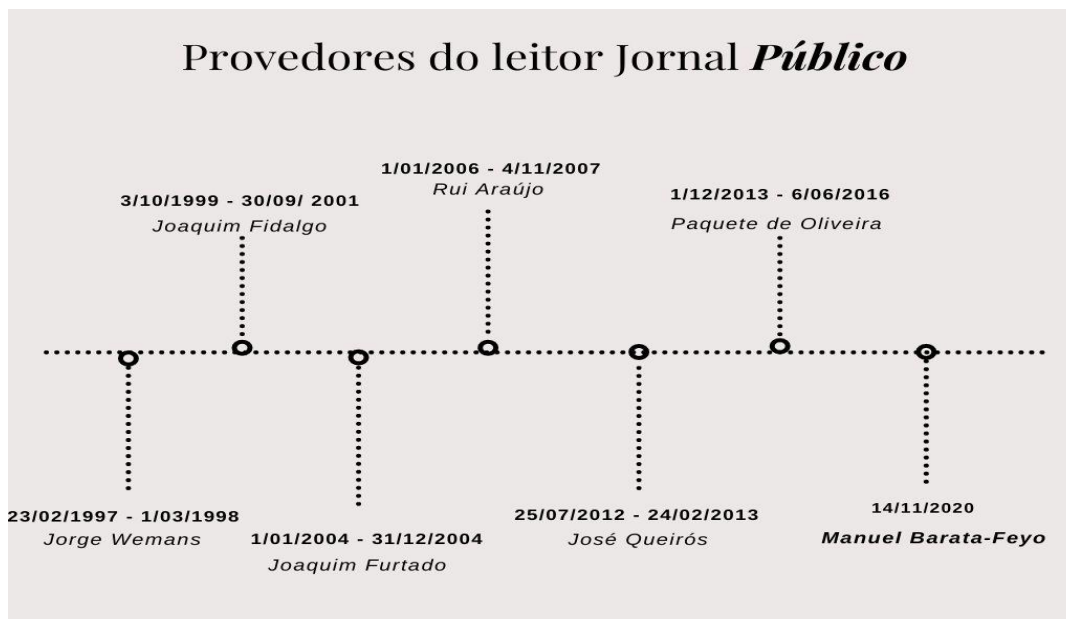 Provedores do leitor Jornal Público
1/01/2006 - 4/11/2007
Rui Araújo
3/10/1999 - 30/09/ 2001
Joaquim Fidalgo
1/12/2013 - 6/06/2016
Paquete de Oliveira
23/02/1997 - 1/03/1998
Jorge Wemans
1/01/2004 - 31/12/2004
Joaquim Furtado
25/07/2012 - 24/02/2013
José Queirós
14/11/2020
Manuel Barata-Feyo